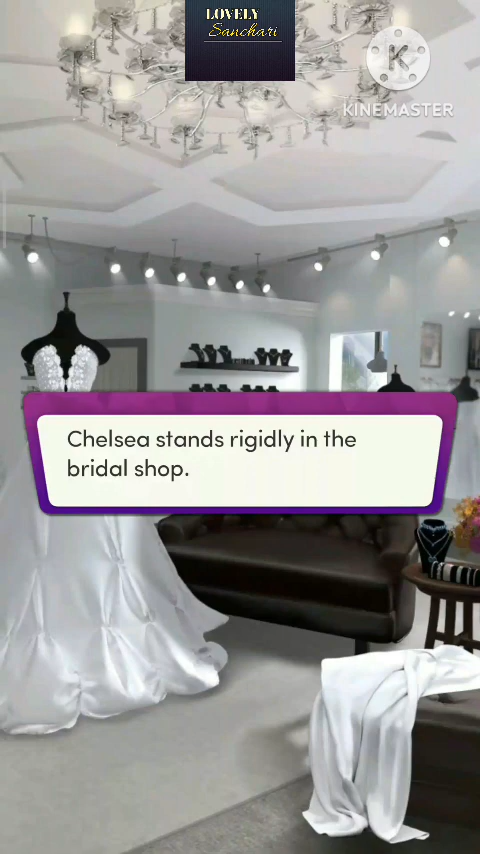 LOVELY
Sanchari
K
KINEMASTER
Chelsea stands rigidly in the
bridal shop.